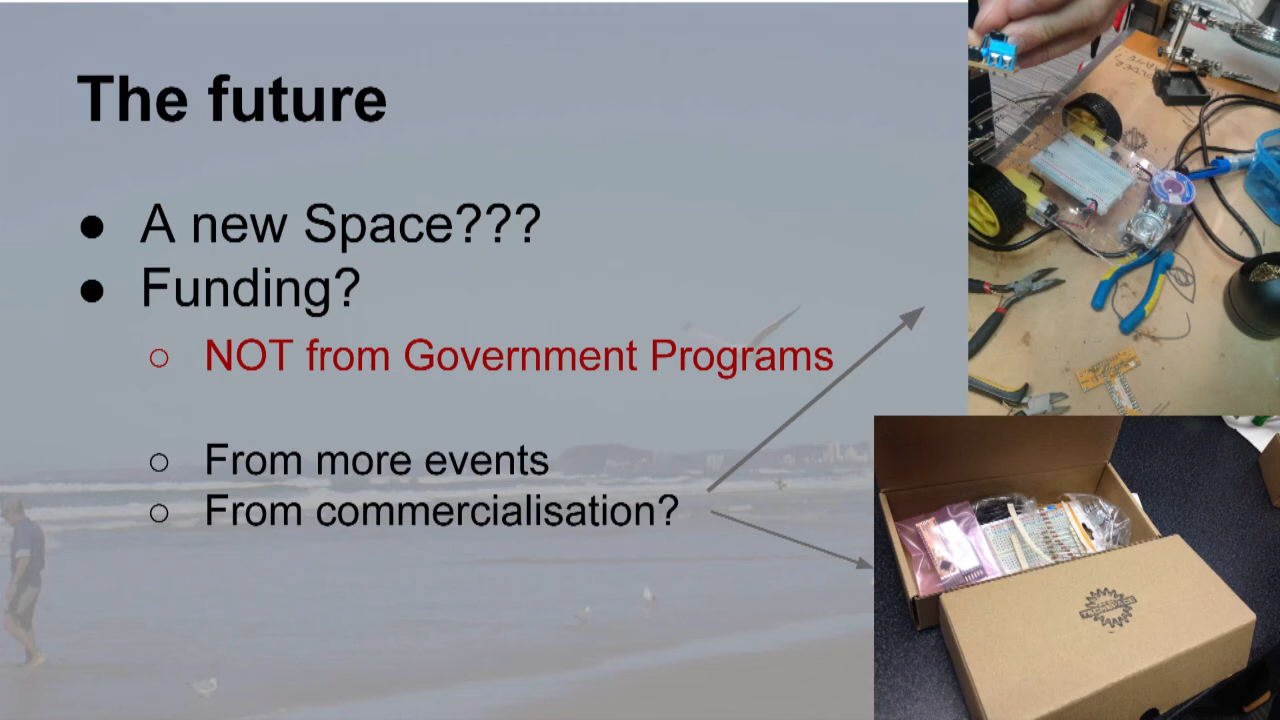 The future
● A new Space???
● Funding?
○ NOT from Government Programs
○ From more events
○ From commercialisation?